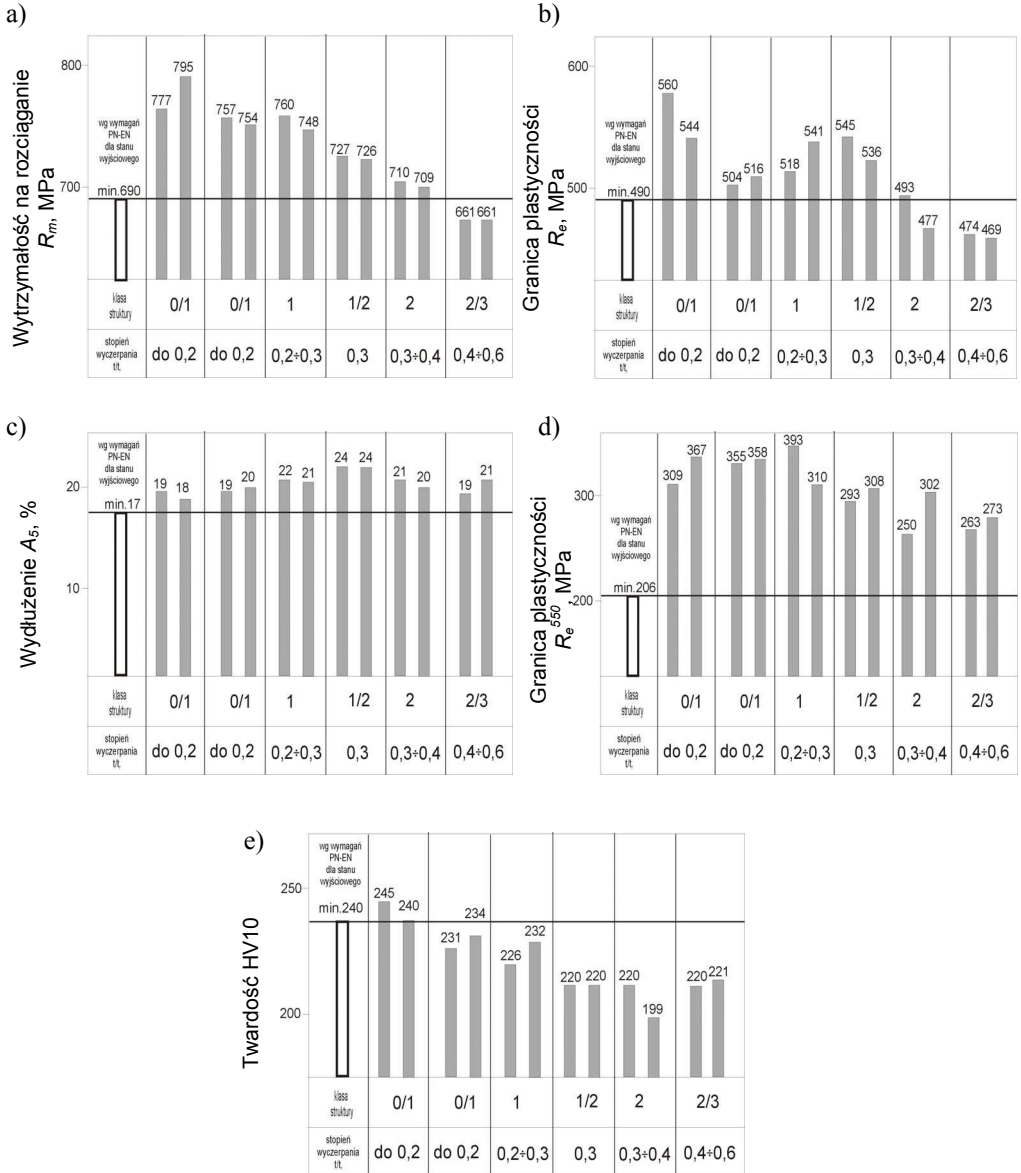 a)
Wytrzymałość na rozciąganie
Rm, MPa
800
700
wg wymagań
PN-EN
dla stanu
wyjściowego
min.690
777
795
757
754
760
748
727
726
710
709
661
661
klasa
struktury
0/1
0/1
1
1/2
2
2/3
stopień
wyczerpania
t/tr
do 0,2
do 0,2
0,2÷0,3
0,3
0,3÷0,4
0,4÷0,6
b)
Granica plastyczności
Re, MPa
600
500
wg wymagań
PN-EN
dla stanu
wyjściowego
min.490
560
544
504
516
518
541
545
536
493
477
474
469
klasa
struktury
0/1
0/1
1
1/2
2
2/3
stopień
wyczerpania
t/tr
do 0,2
do 0,2
0,2÷0,3
0,3
0,3÷0,4
0,4÷0,6
c)
Wydłużenie A5, %
20
10
wg wymagań
PN-EN
dla stanu
wyjściowego
min.17
19
18
19
20
22
21
24
24
21
20
19
21
klasa
struktury
0/1
0/1
1
1/2
2
2/3
stopień
wyczerpania
t/tr
do 0,2
do 0,2
0,2÷0,3
0,3
0,3÷0,4
0,4÷0,6
d)
Granica plastyczności
Re550, MPa
300
200
wg wymagań
PN-EN
dla stanu
wyjściowego
min.206
309
367
355
358
393
310
293
308
250
302
263
273
klasa
struktury
0/1
0/1
1
1/2
2
2/3
stopień
wyczerpania
t/tr
do 0,2
do 0,2
0,2÷0,3
0,3
0,3÷0,4
0,4÷0,6
e)
Twardość HV10
250
200
wg wymagań
PN-EN
dla stanu
wyjściowego
min.240
245
240
231
234
226
232
220
220
220
199
220
221
klasa
struktury
0/1
0/1
1
1/2
2
2/3
stopień
wyczerpania
t/tr
do 0,2
do 0,2
0,2÷0,3
0,3
0,3÷0,4
0,4÷0,6